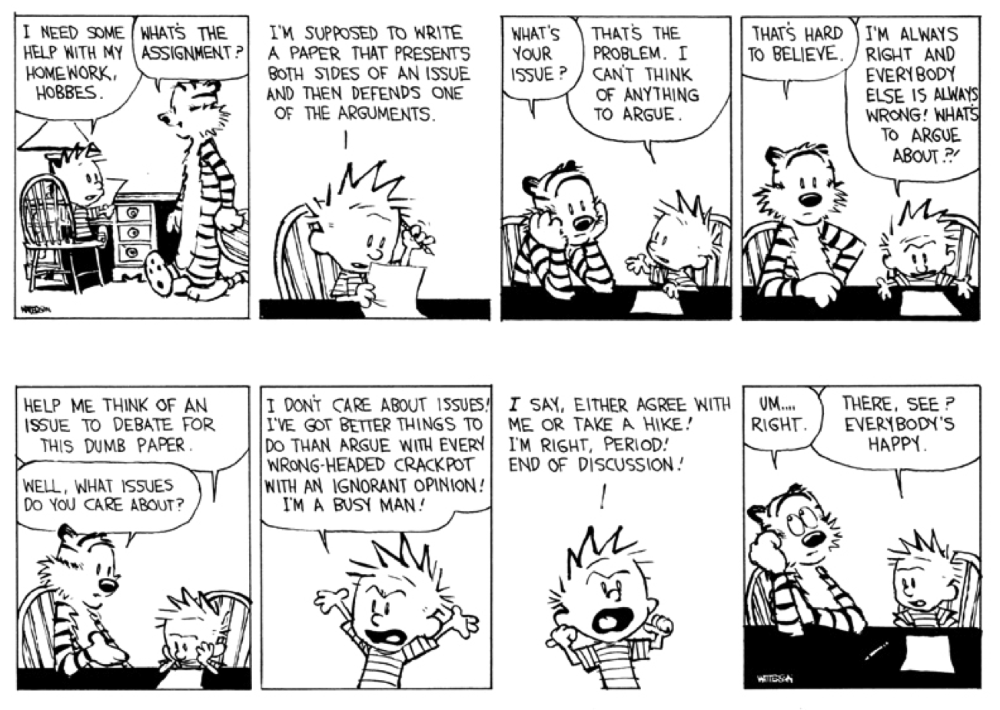 I NEED SOME
HELP WITH MY
HOMEWORK,
HOBBES.
WHAT'S THE
ASSIGNMENT?
WATTERSON
I'M SUPPOSED TO WRITE
A PAPER THAT PRESENTS
BOTH SIDES OF AN ISSUE
AND THEN DEFENDS ONE
OF THE ARGUMENTS.
WHAT'S
YOUR
ISSUE?
THAT'S THE
PROBLEM. I
CAN'T THINK
OF ANYTHING
TO ARGUE.
THAT'S HARD
TO BELIEVE.
I'M ALWAYS
RIGHT AND
EVERYBODY
ELSE IS ALWAYS
WRONG! WHAT'S
TO ARGUE
ABOUT?!
HELP ME THINK OF AN
ISSUE TO DEBATE FOR
THIS DUMB PAPER.
WELL, WHAT ISSUES
DO YOU CARE ABOUT?
I DON'T CARE ABOUT ISSUES!
I'VE GOT BETTER THINGS TO
DO THAN ARGUE WITH EVERY
WRONG-HEADED CRACKPOT
WITH AN IGNORANT OPINION!
I'M A BUSY MAN!
I SAY, EITHER AGREE WITH
ME OR TAKE A HIKE!
I'M RIGHT, PERIOD!
END OF DISCUSSION!
UM....
RIGHT.
THERE, SEE?
EVERYBODY'S
HAPPY.
WATTERSON